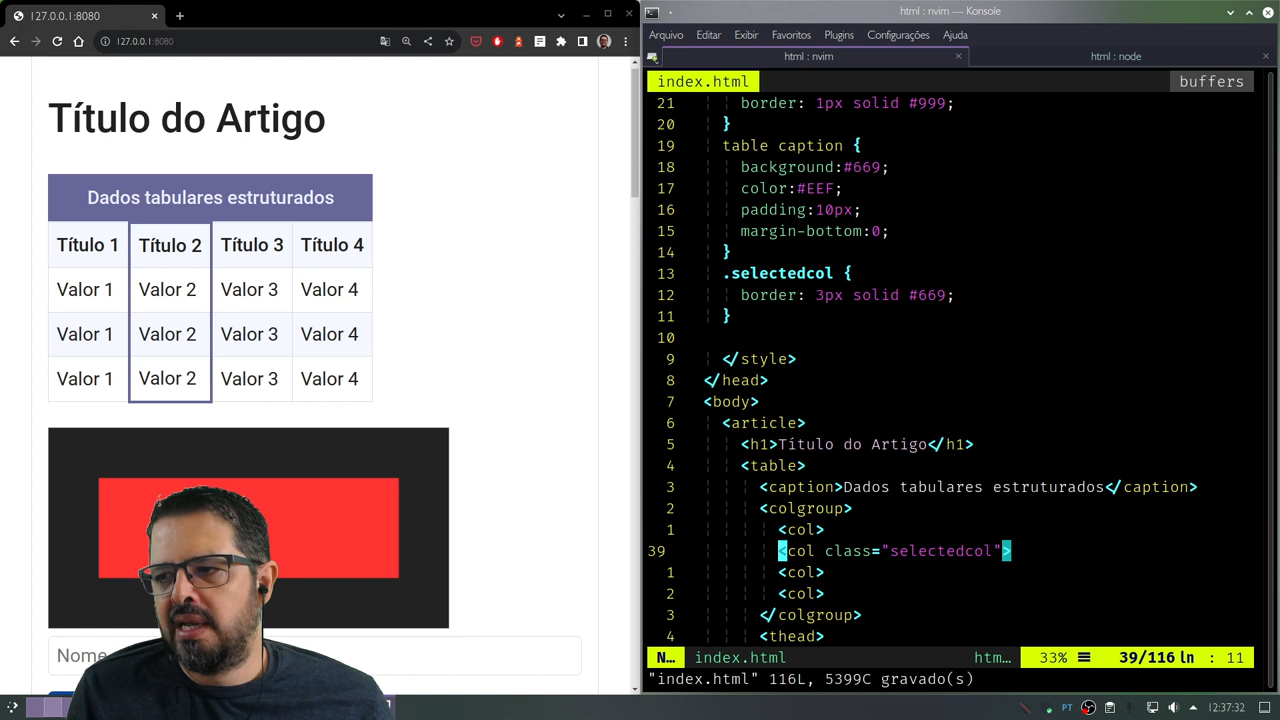 127.0.0.1:8080
127.0.0.1:8080
Título do Artigo
Dados tabulares estruturados
Título 1 Título 2 Título 3 Título 4
Valor 1 Valor 2 Valor 3 Valor 4
Valor 1 Valor 2 Valor 3 Valor 4
Valor 1 Valor 2 Valor 3 Valor 4
Nome
html : nvim — Konsole
Arquivo Editar Exibir Favoritos Plugins Configurações Ajuda
html : nvim html : node
index.html buffers
21 border: 1px solid #999;
20 }
19 table caption {
18 background:#669;
17 color:#EEF;
16 padding:10px;
15 margin-bottom:0;
14 }
13 .selectedcol {
12 border: 3px solid #669;
11 }
10
9 </style>
8 </head>
7 <body>
6 <article>
5 <h1>Título do Artigo</h1>
4 <table>
3 <caption>Dados tabulares estruturados</caption>
2 <colgroup>
1 <col>
39 <col class="selectedcol">
1 <col>
2 <col>
3 </colgroup>
4 <thead>
N… index.html htm… 33% ☰ 39/116 ln : 11
"index.html" 116L, 5399C gravado(s)
PT 12:37:32